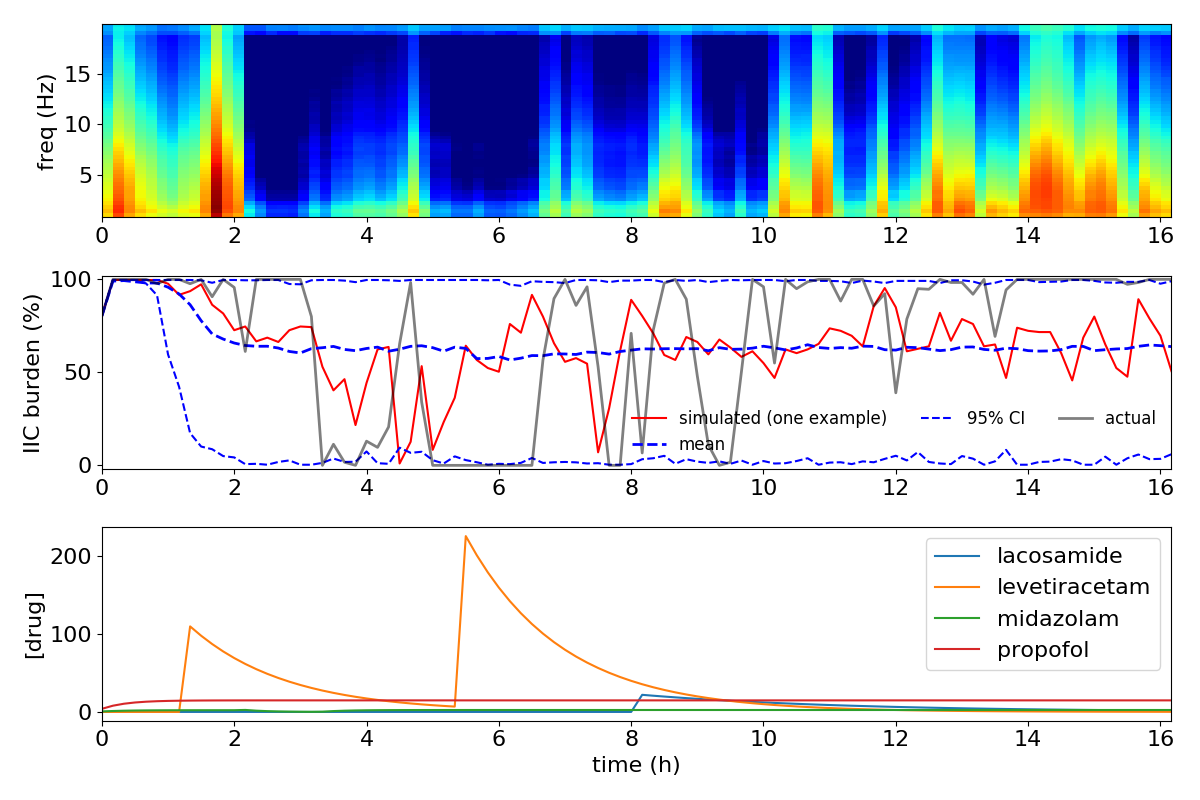 freq (Hz)
15
10
5
0 2 4 6 8 10 12 14 16
IIC burden (%)
100
50
0
simulated (one example) 95% CI actual
mean
0 2 4 6 8 10 12 14 16
[drug]
200
100
0
lacosamide
levetiracetam
midazolam
propofol
0 2 4 6 8 10 12 14 16
time (h)